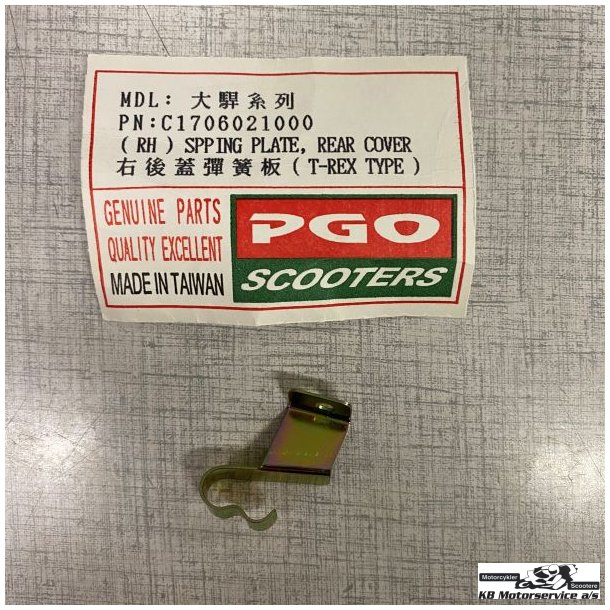 MDL: 大駻系列
PN:C1706021000
( RH ) SPPING PLATE, REAR COVER
右後蓋彈簧板 ( T-REX TYPE )
GENUINE PARTS
QUALITY EXCELLENT
MADE IN TAIWAN
PGO
SCOOTERS
Motorcykler Scootere
KB Motorservice a/s